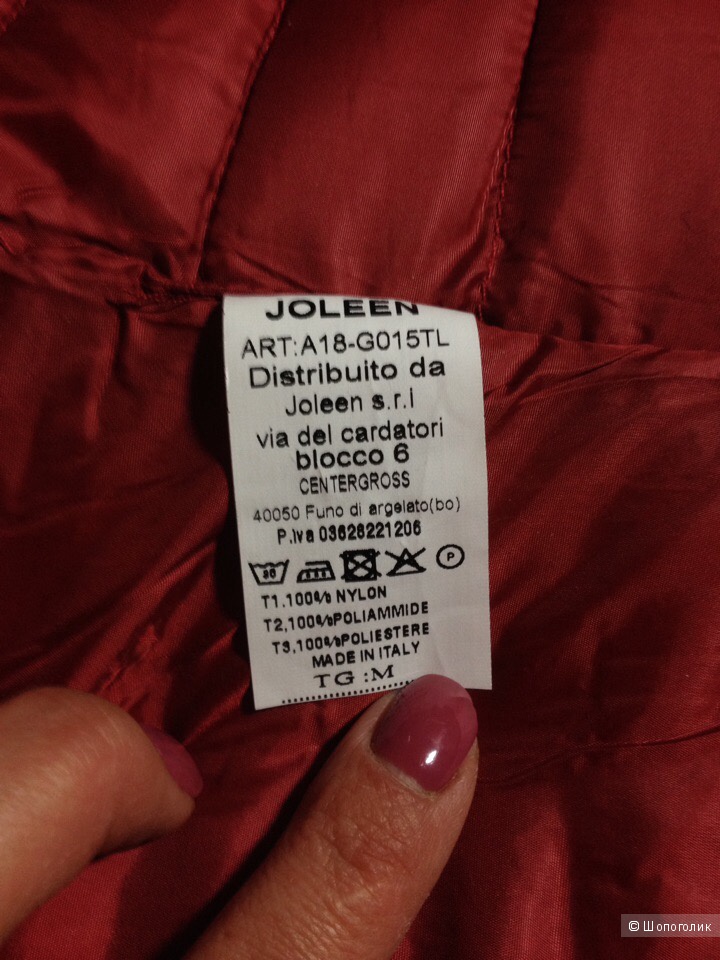 JOLEEN
ART:A18-G015TL
Distribuito da
Joleen s.r.l
via del cardatori
blocco 6
CENTERGROSS
40050 Funo di argelato(bo)
P.Iva 03628221206
30 P
T1.100% NYLON
T2,100%POLIAMMIDE
T3,100%POLIESTERE
MADE IN ITALY
TG :M
© Шопоголик